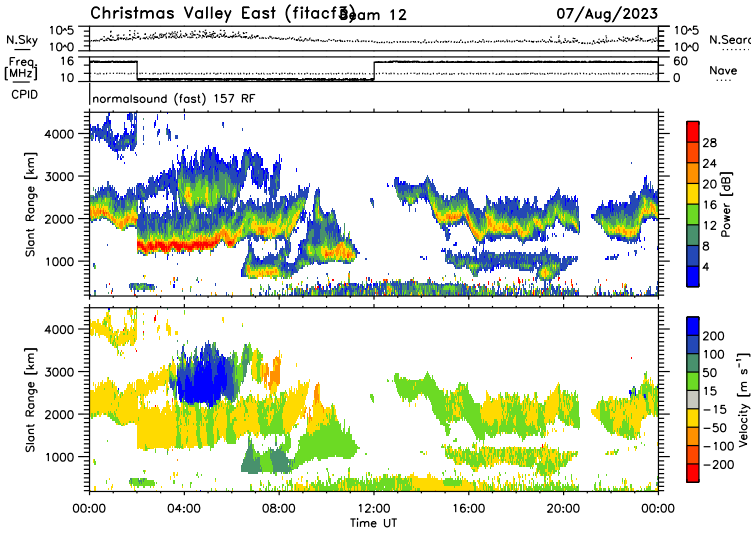 Christmas Valley East (fitacf3) Beam 12 07/Aug/2023
N.Sky 10^5 10^0 10^5 10^0 N.Search
Freq. [MHz] 16 10 60 0 Nave
CPID normalsound (fast) 157 RF
Slant Range [km] 4000 3000 2000 1000
Power [dB] 28 24 20 16 12 8 4
Slant Range [km] 4000 3000 2000 1000
Velocity [m s⁻¹] 200 100 50 15 −15 −50 −100 −200
00:00 04:00 08:00 12:00 16:00 20:00 00:00
Time UT